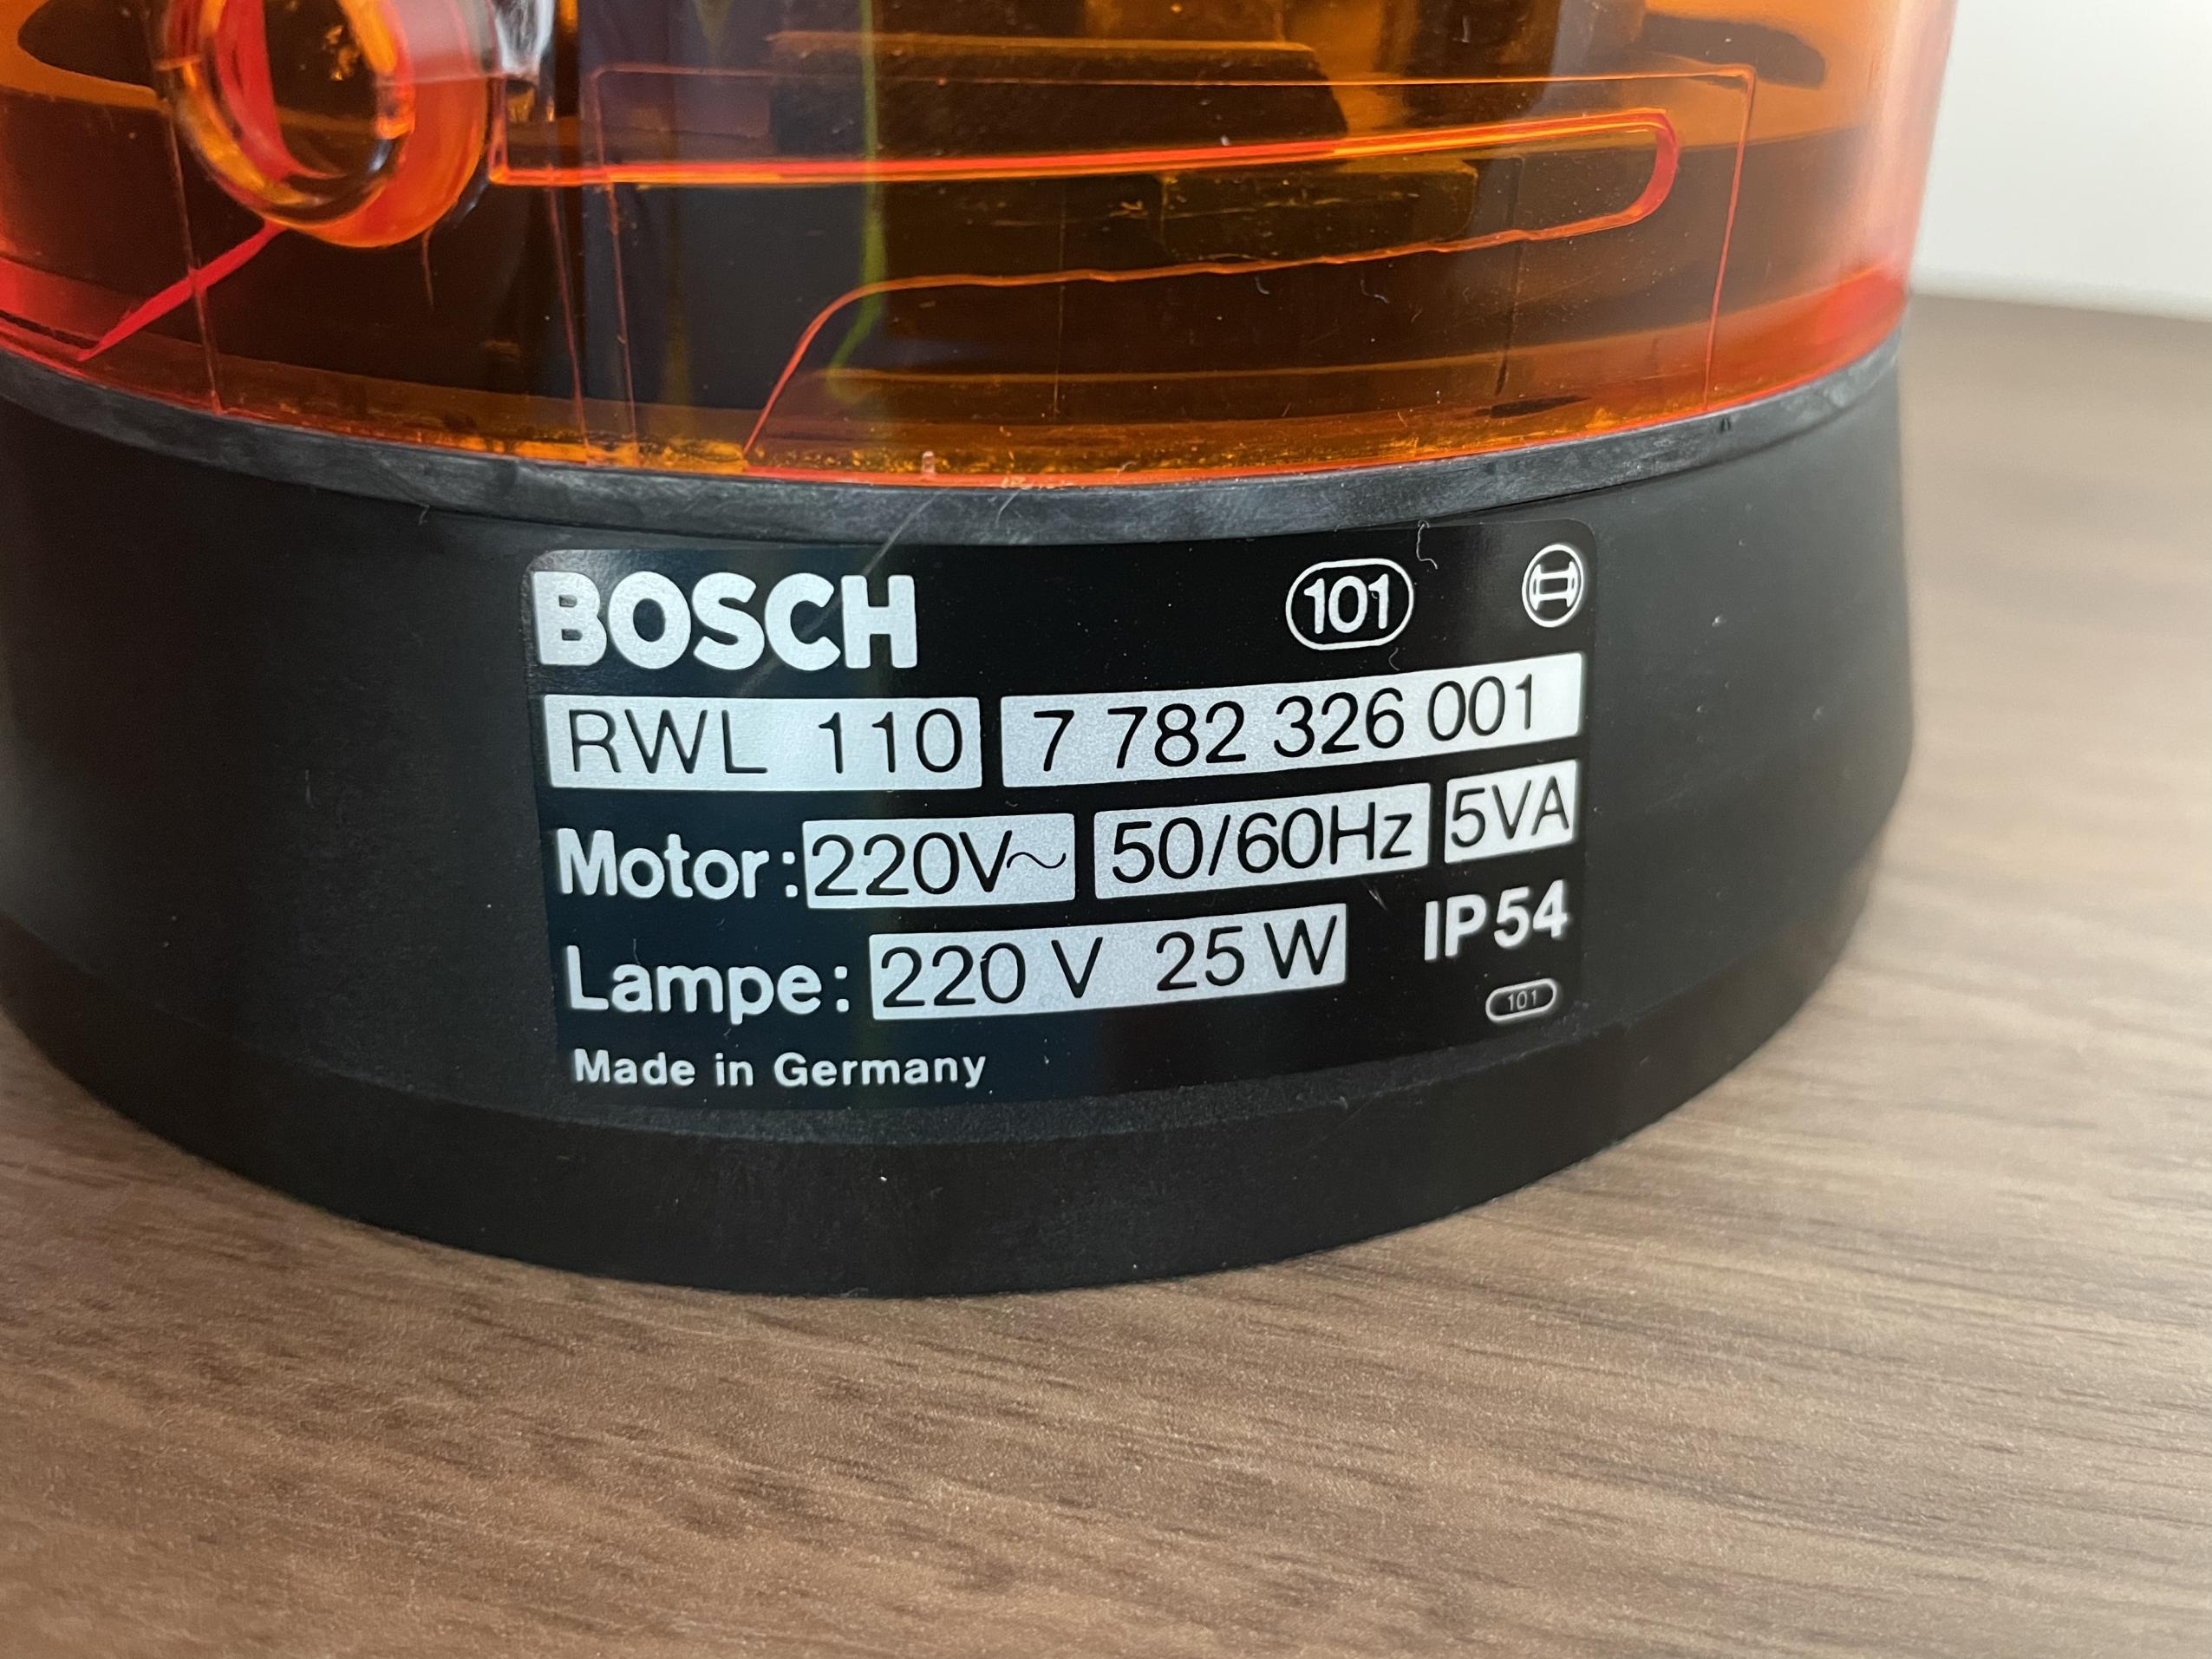 BOSCH 101
RWL 110 7 782 326 001
Motor: 220V~ 50/60Hz 5VA
Lampe: 220 V 25 W IP54
101
Made in Germany